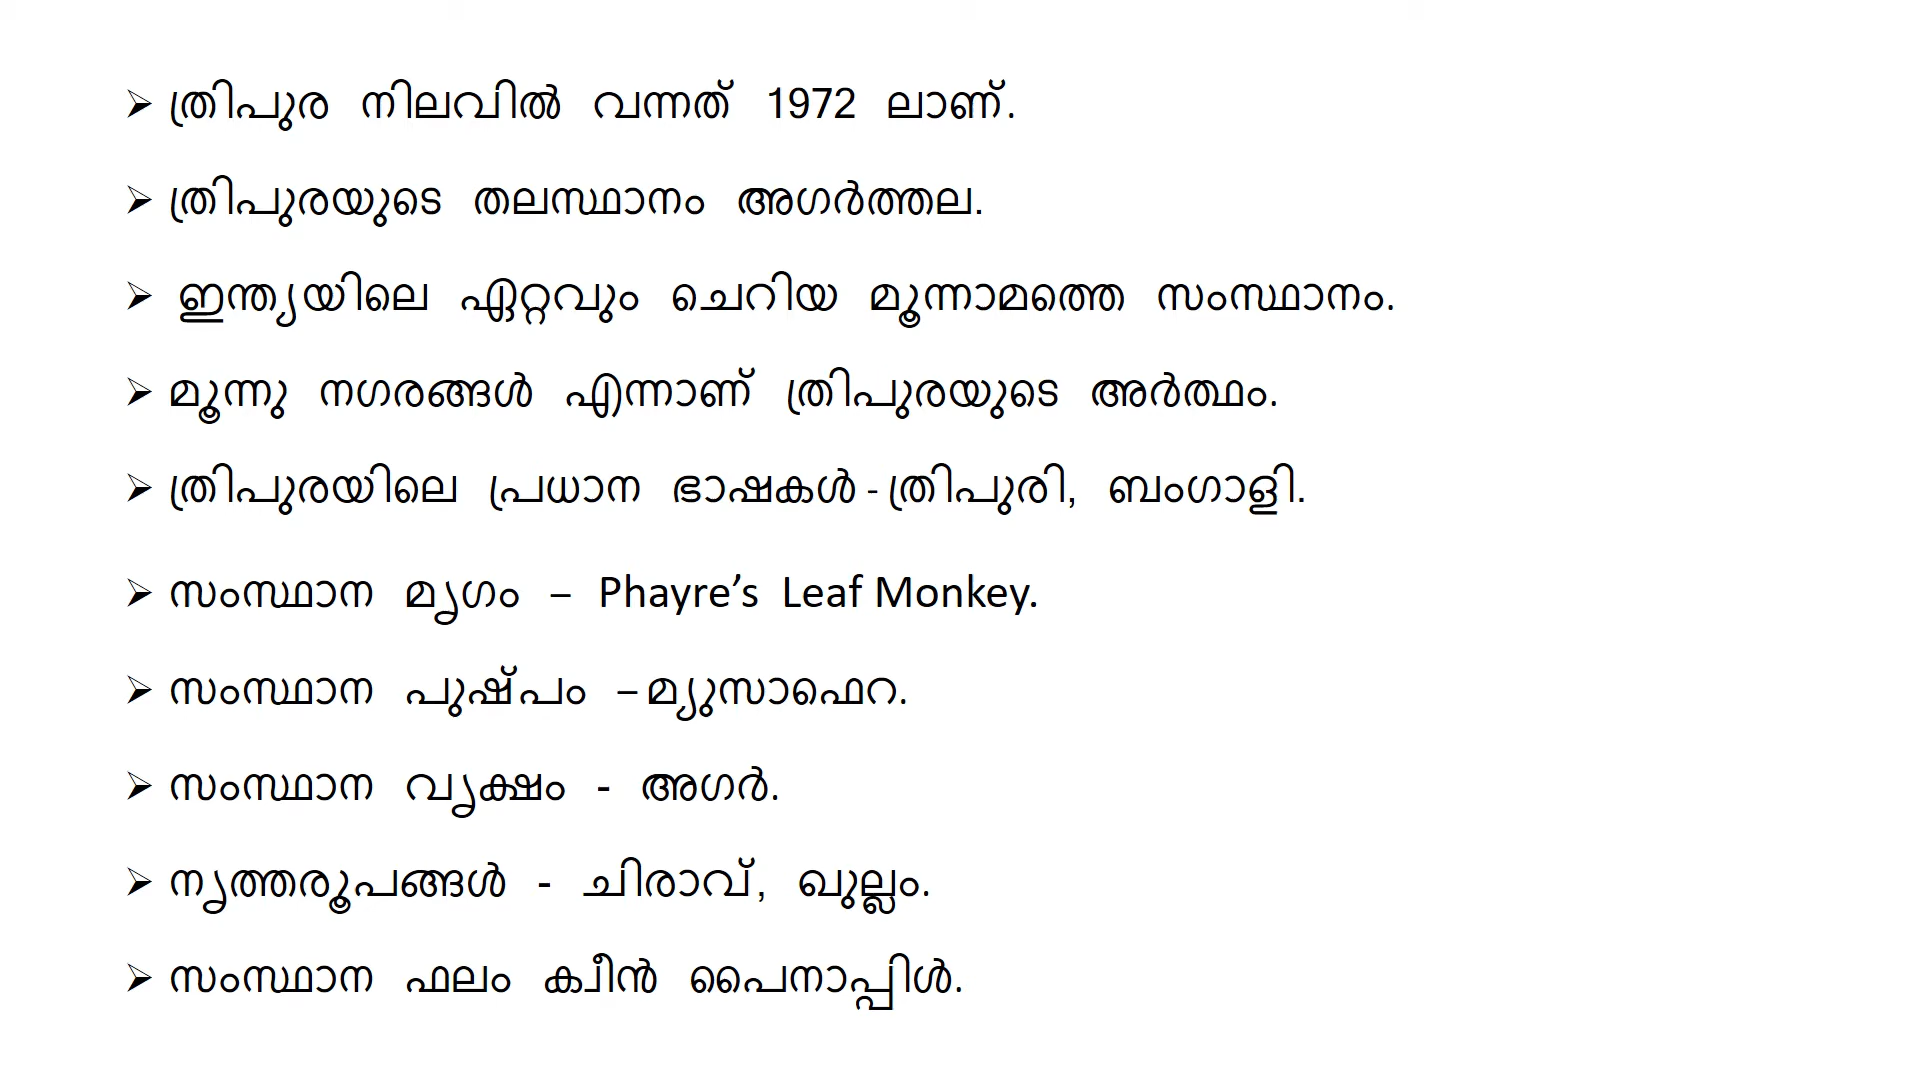 ➢ ത്രിപുര നിലവിൽ വന്നത് 1972 ലാണ്.
➢ ത്രിപുരയുടെ തലസ്ഥാനം അഗർത്തല.
➢ ഇന്ത്യയിലെ ഏറ്റവും ചെറിയ മൂന്നാമത്തെ സംസ്ഥാനം.
➢ മൂന്നു നഗരങ്ങൾ എന്നാണ് ത്രിപുരയുടെ അർത്ഥം.
➢ ത്രിപുരയിലെ പ്രധാന ഭാഷകൾ - ത്രിപുരി, ബംഗാളി.
➢ സംസ്ഥാന മൃഗം – Phayre’s Leaf Monkey.
➢ സംസ്ഥാന പുഷ്പം – മ്യുസാഫെറ.
➢ സംസ്ഥാന വൃക്ഷം - അഗർ.
➢ നൃത്തരൂപങ്ങൾ - ചിരാവ്, ഖുല്ലം.
➢ സംസ്ഥാന ഫലം ക്വീൻ പൈനാപ്പിൾ.